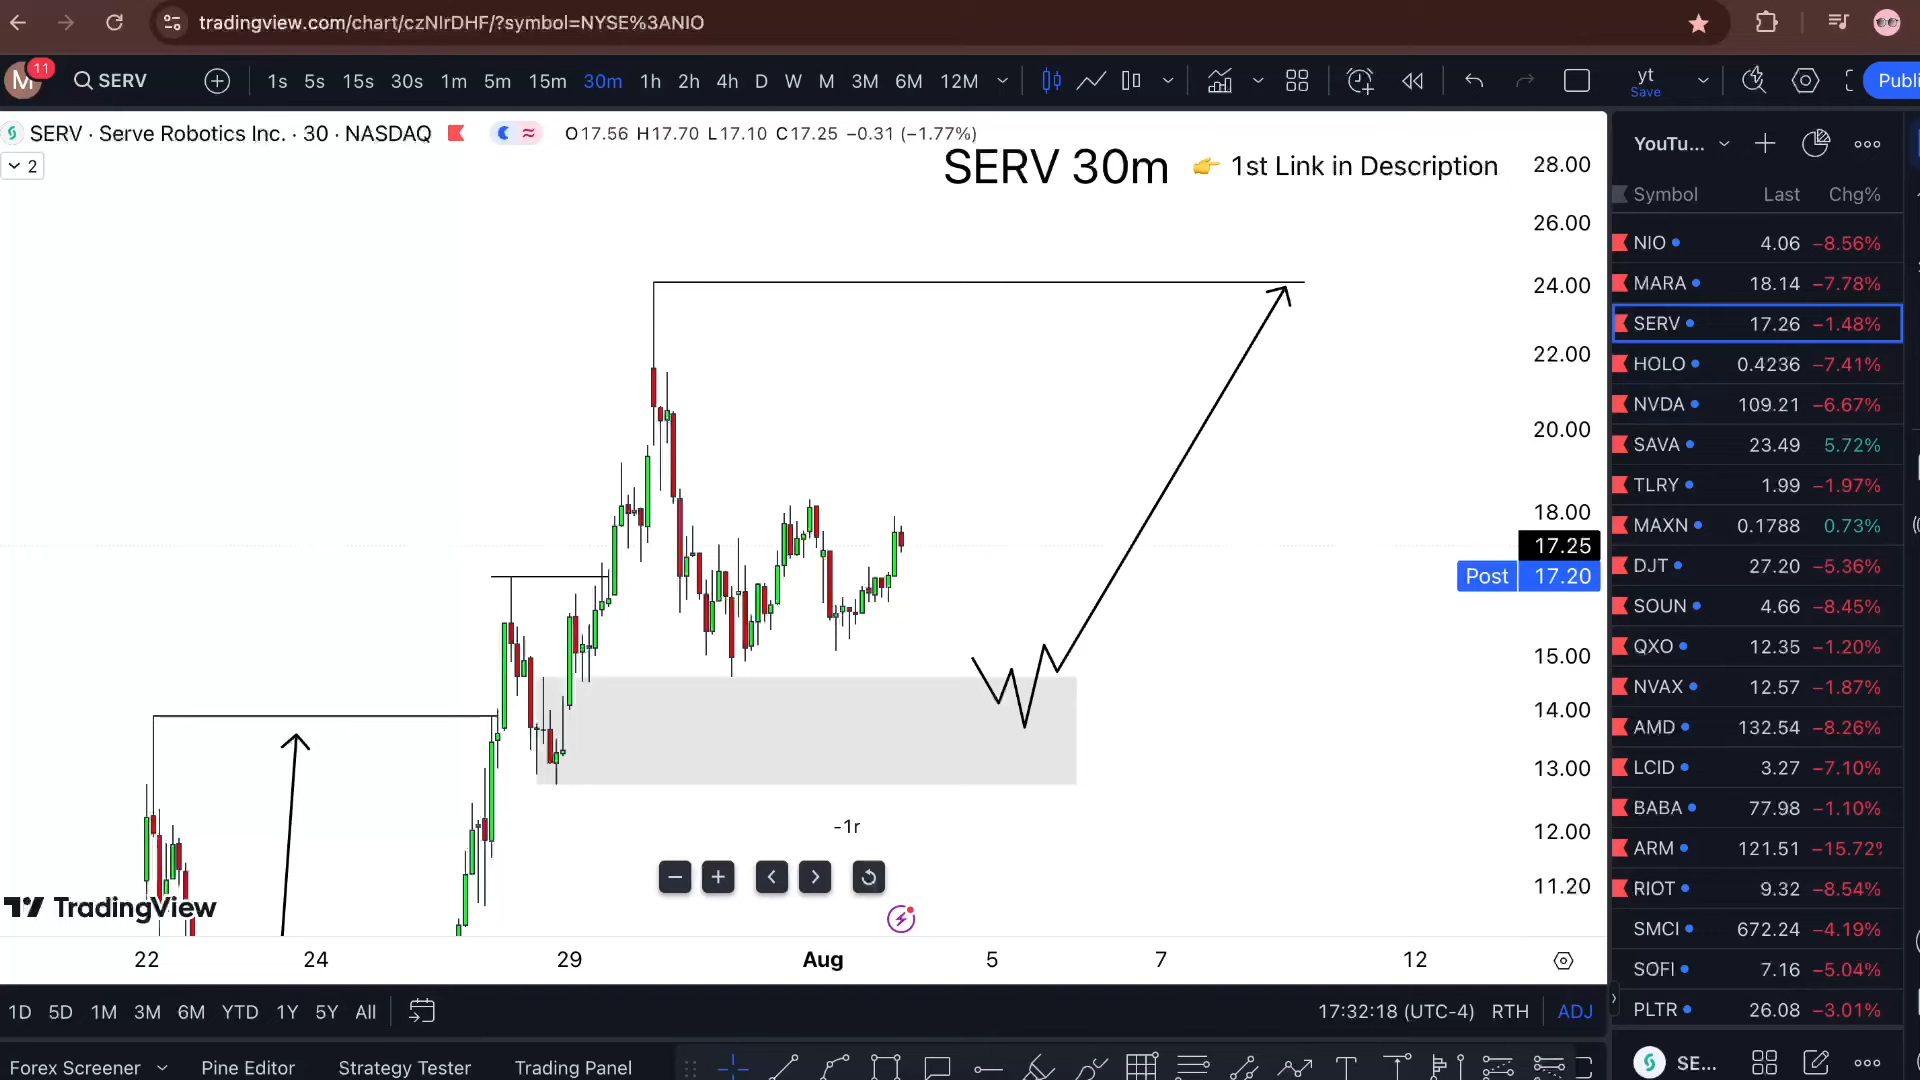 tradingview.com/chart/czNlrDHF/?symbol=NYSE%3ANIO
M 11 SERV 1s 5s 15s 30s 1m 5m 15m 30m 1h 2h 4h D W M 3M 6M 12M yt Save Publi
SERV · Serve Robotics Inc. · 30 · NASDAQ O17.56 H17.70 L17.10 C17.25 −0.31 (−1.77%)
2
SERV 30m 👉 1st Link in Description
28.00
26.00
24.00
22.00
20.00
18.00
17.25
Post 17.20
15.00
14.00
13.00
12.00
11.20
-1r
TradingView
22 24 29 Aug 5 7 12
1D 5D 1M 3M 6M YTD 1Y 5Y All 17:32:18 (UTC-4) RTH ADJ
Forex Screener Pine Editor Strategy Tester Trading Panel
YouTu...
Symbol Last Chg%
NIO 4.06 −8.56%
MARA 18.14 −7.78%
SERV 17.26 −1.48%
HOLO 0.4236 −7.41%
NVDA 109.21 −6.67%
SAVA 23.49 5.72%
TLRY 1.99 −1.97%
MAXN 0.1788 0.73%
DJT 27.20 −5.36%
SOUN 4.66 −8.45%
QXO 12.35 −1.20%
NVAX 12.57 −1.87%
AMD 132.54 −8.26%
LCID 3.27 −7.10%
BABA 77.98 −1.10%
ARM 121.51 −15.72%
RIOT 9.32 −8.54%
SMCI 672.24 −4.19%
SOFI 7.16 −5.04%
PLTR 26.08 −3.01%
SE...